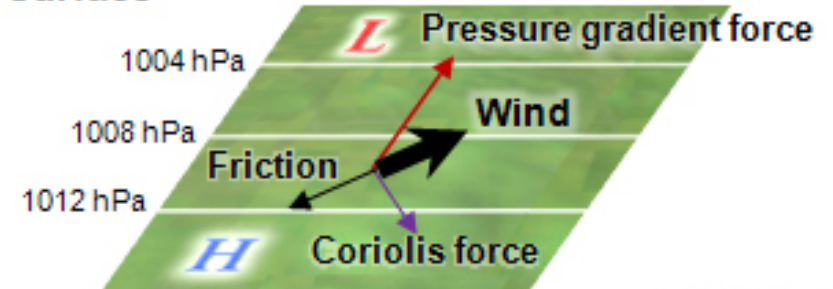 L
Pressure gradient force
1004 hPa
Wind
1008 hPa
Friction
1012 hPa
H
Coriolis force